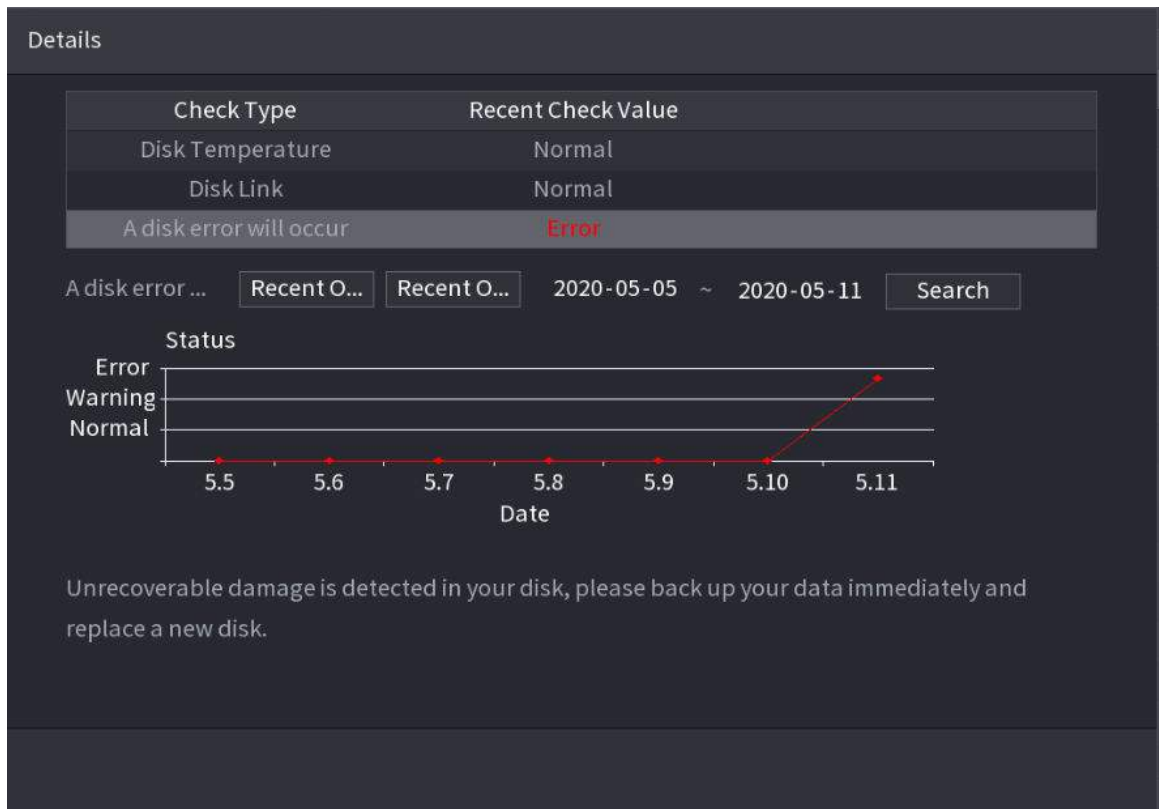 Details
Check Type Recent Check Value
Disk Temperature Normal
Disk Link Normal
A disk error will occur Error
A disk error ... Recent O... Recent O... 2020-05-05 ~ 2020-05-11 Search
Status
Error
Warning
Normal
5.5 5.6 5.7 5.8 5.9 5.10 5.11
Date
Unrecoverable damage is detected in your disk, please back up your data immediately and
replace a new disk.